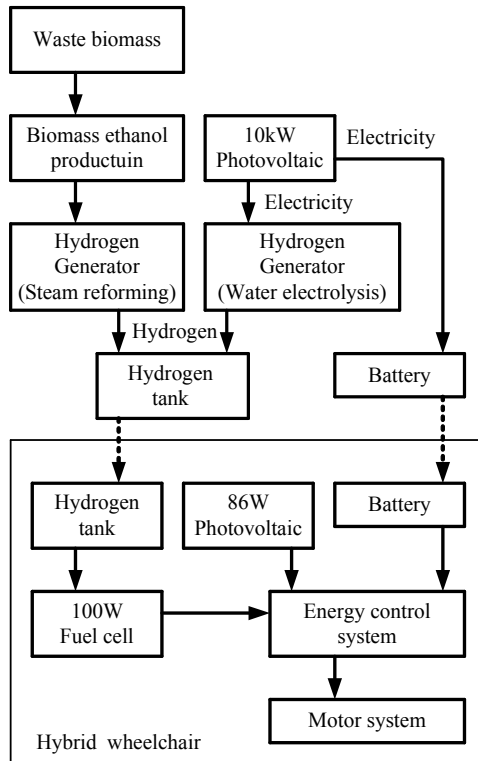 Waste biomass
Biomass ethanol
productuin
10kW
Photovoltaic
Electricity
Electricity
Hydrogen
Generator
(Steam reforming)
Hydrogen
Generator
(Water electrolysis)
Hydrogen
Hydrogen
tank
Battery
Hydrogen
tank
86W
Photovoltaic
Battery
100W
Fuel cell
Energy control
system
Motor system
Hybrid wheelchair